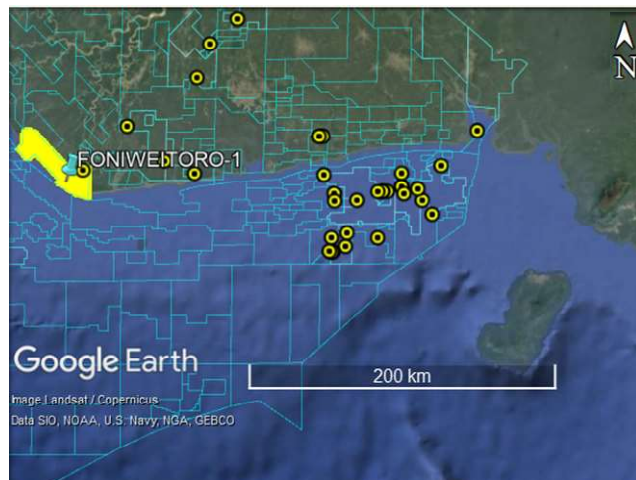 N
FONIWEITORO-1
Google Earth
200 km
Image Landsat / Copernicus
Data SIO, NOAA, U.S. Navy, NGA, GEBCO